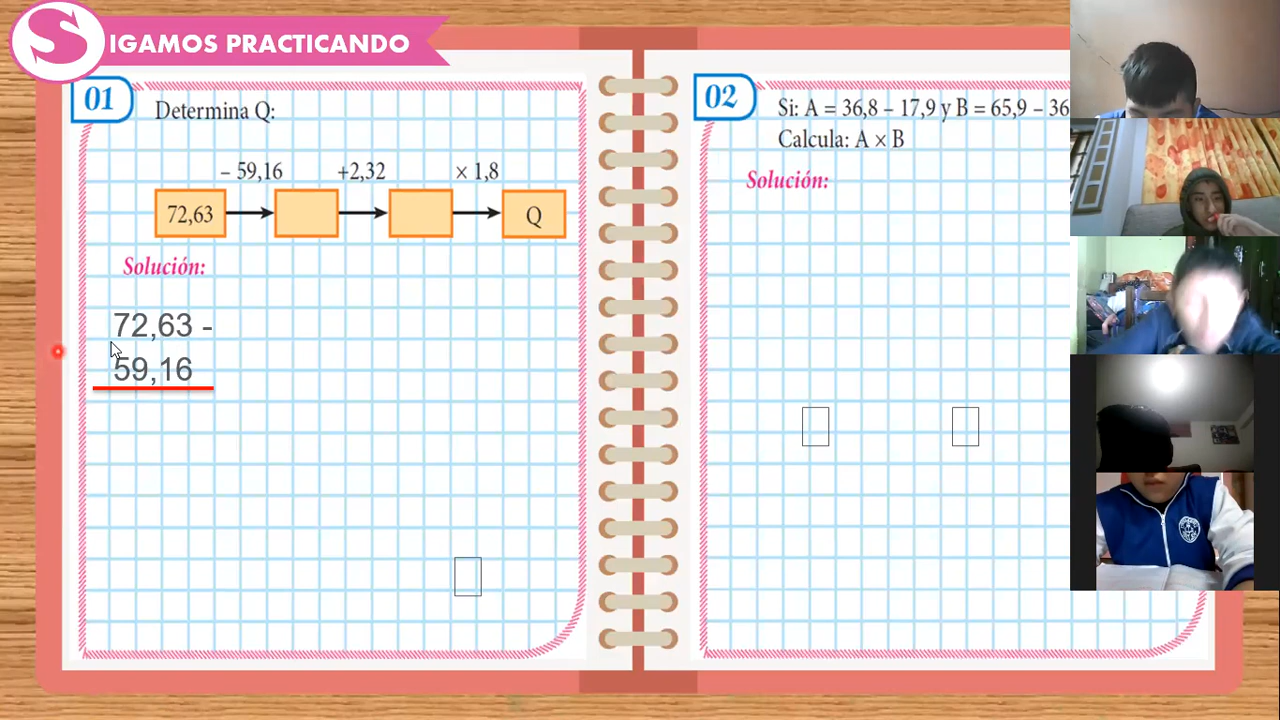 SIGAMOS PRACTICANDO
01
Determina Q:
– 59,16 +2,32 × 1,8
72,63 Q
Solución:
72,63 -
59,16
02
Si: A = 36,8 – 17,9 y B = 65,9 – 36
Calcula: A × B
Solución: